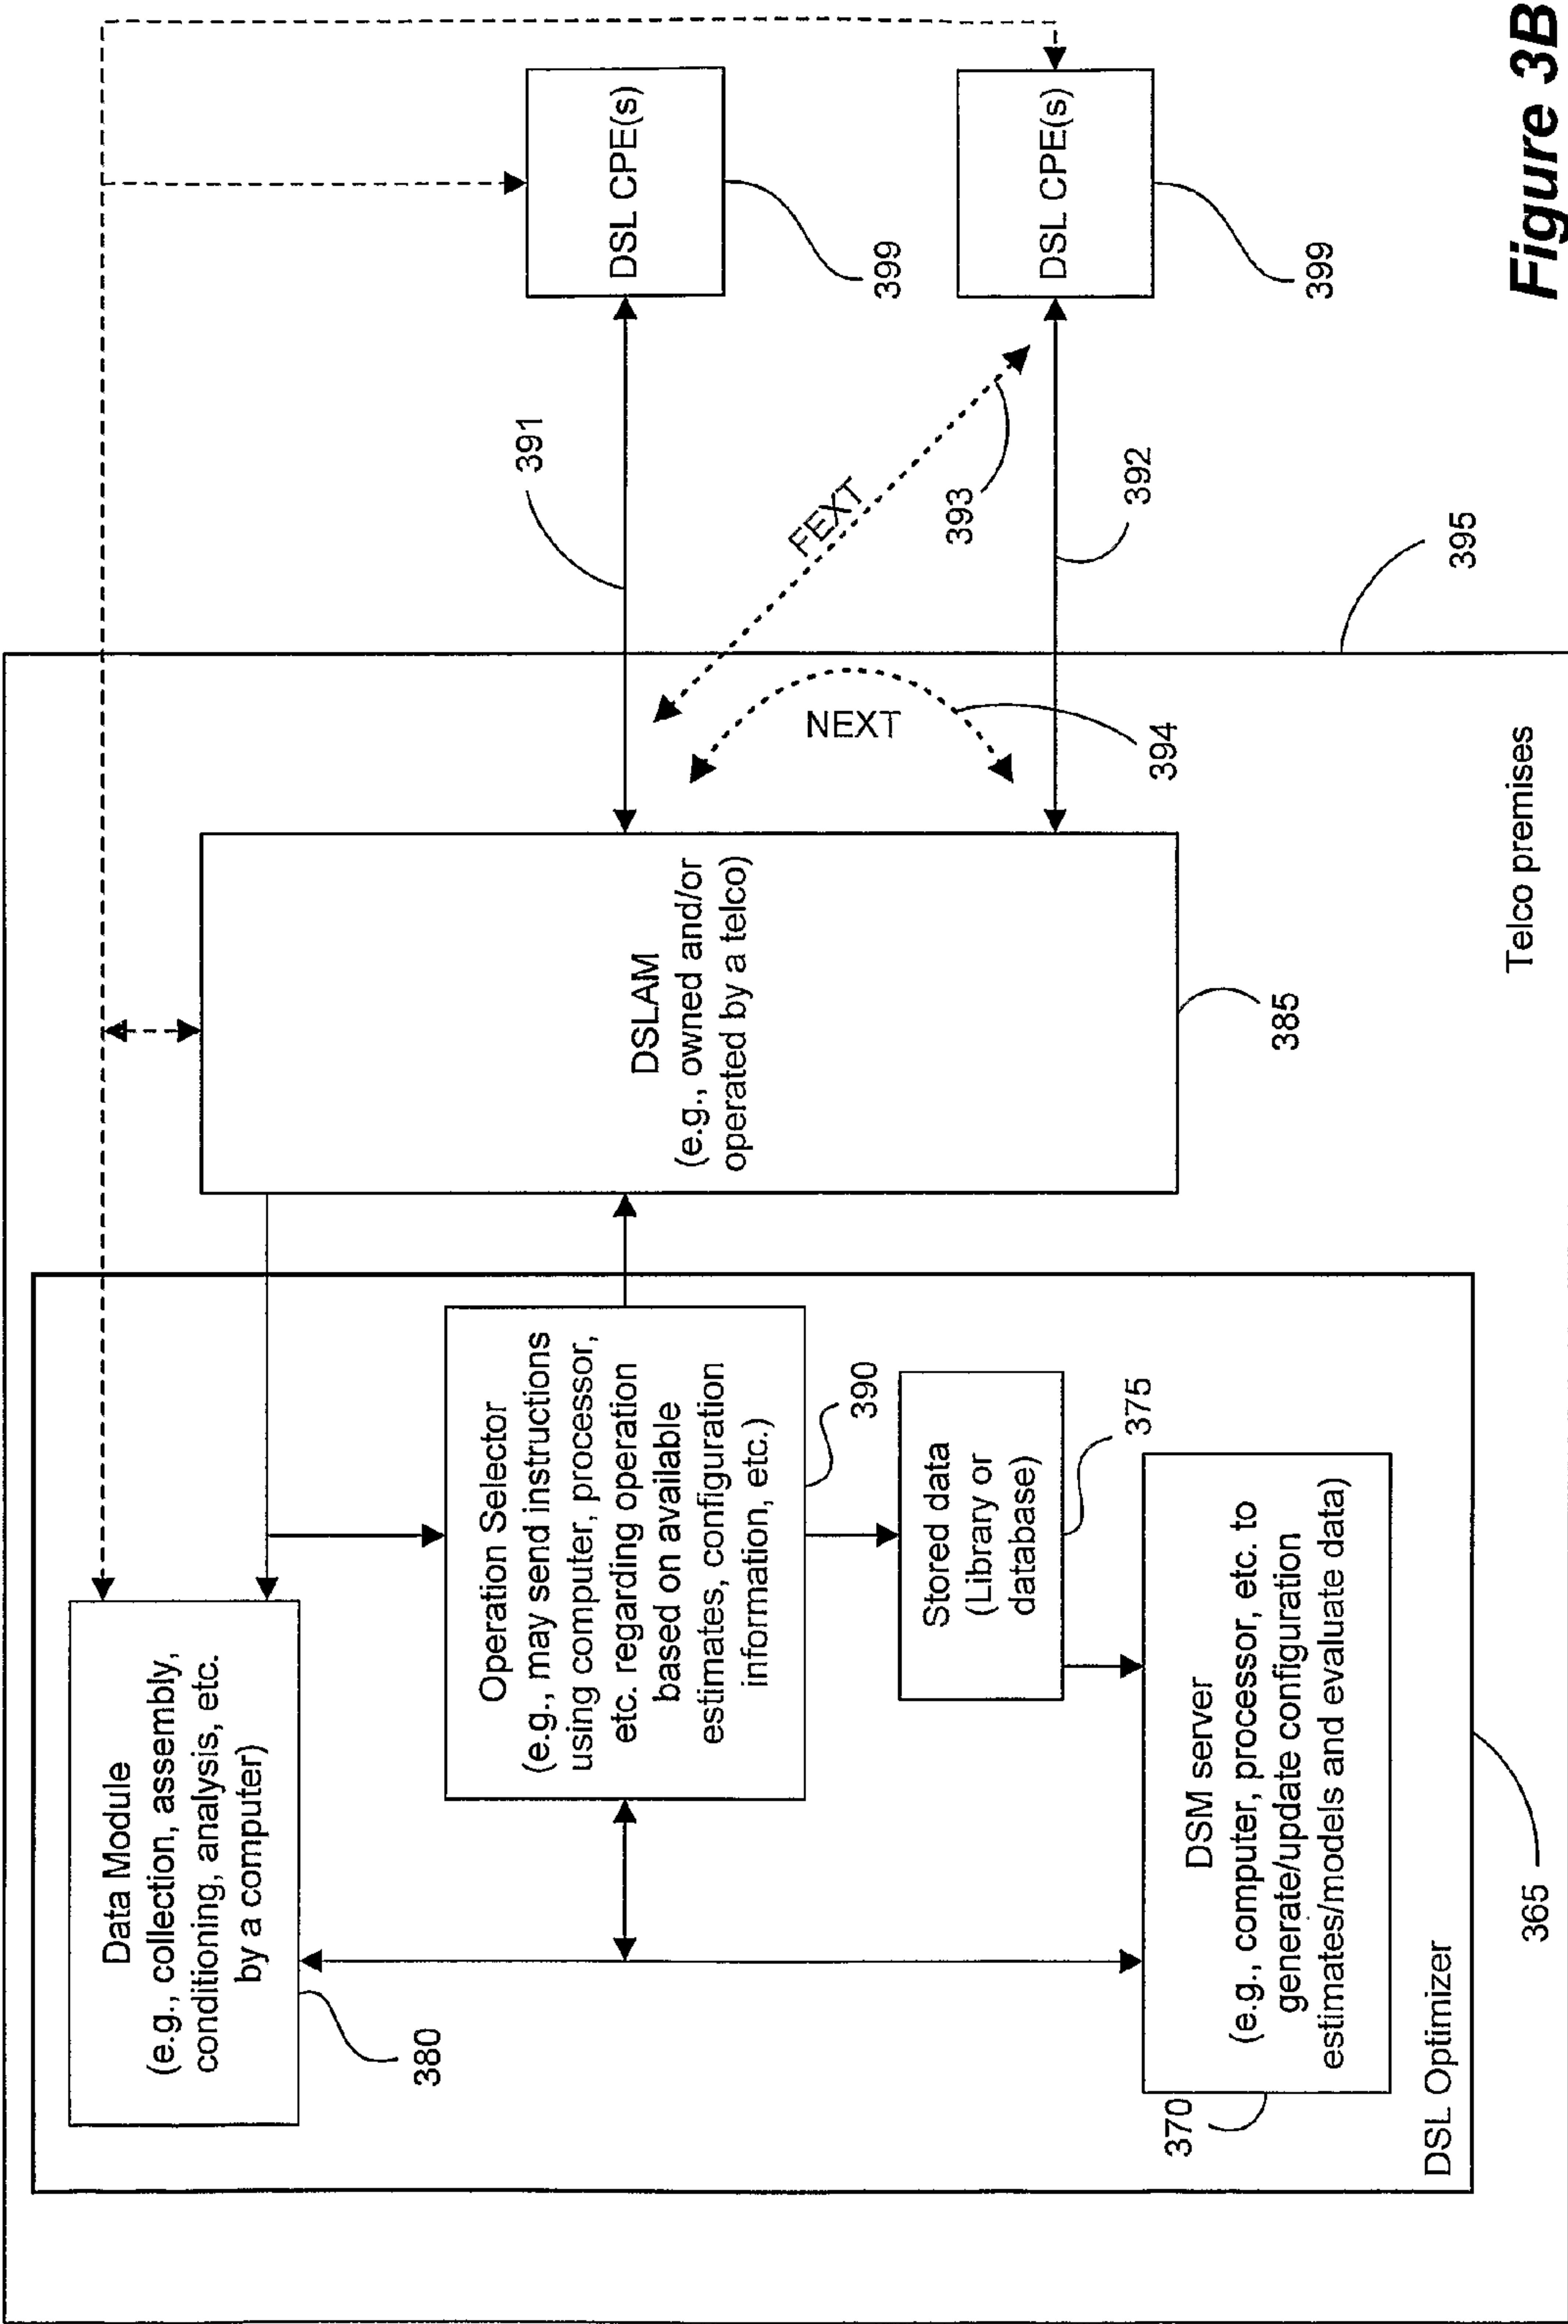 Data Module
(e.g., collection, assembly,
conditioning, analysis, etc.
by a computer)
380
Operation Selector
(e.g., may send instructions
using computer, processor,
etc. regarding operation
based on available
estimates, configuration
information, etc.)
390
Stored data
(Library or
database)
375
DSM server
(e.g., computer, processor, etc. to
generate/update configuration
estimates/models and evaluate data)
370
DSL Optimizer
365
DSLAM
(e.g., owned and/or
operated by a telco)
385
NEXT
394
FEXT
393
391
392
DSL CPE(s)
399
DSL CPE(s)
399
395
Telco premises
Figure 3B